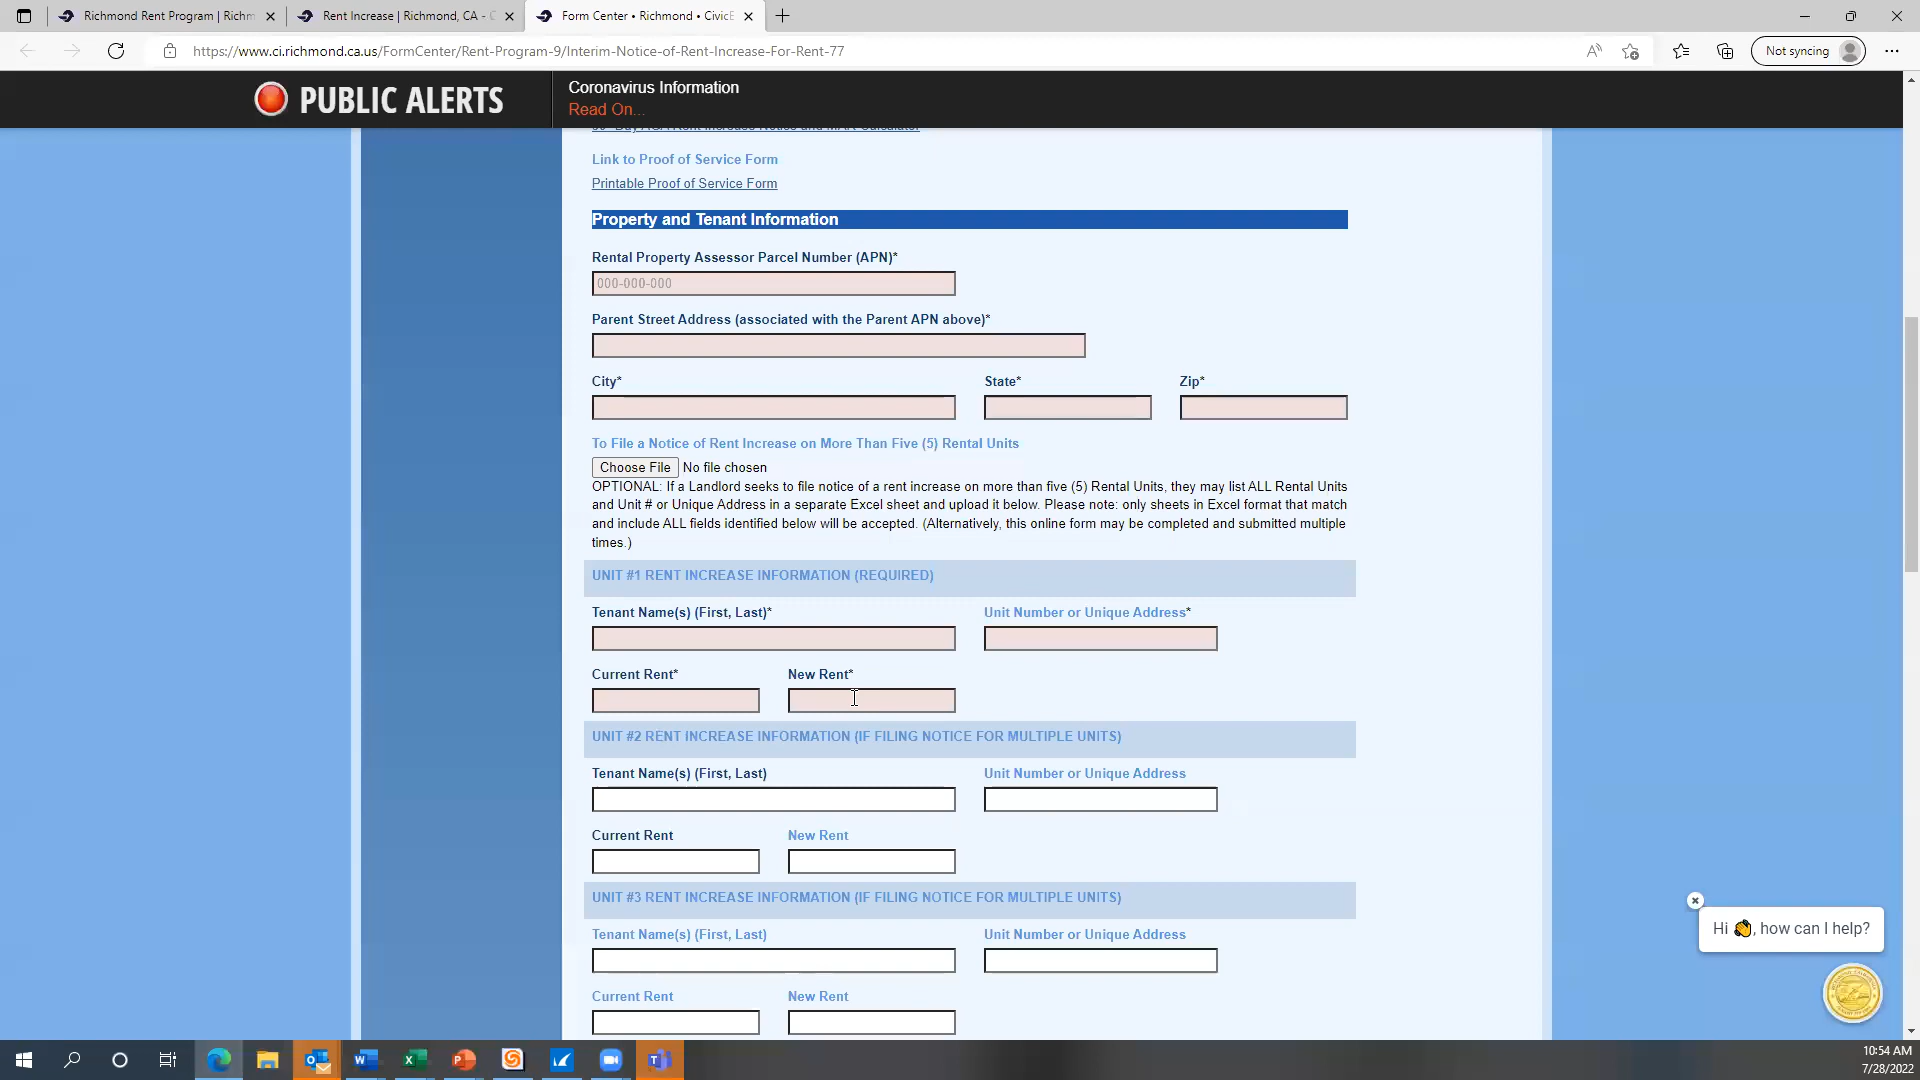 Richmond Rent Program | Richm
Rent Increase | Richmond, CA - C
Form Center • Richmond • CivicE
https://www.ci.richmond.ca.us/FormCenter/Rent-Program-9/Interim-Notice-of-Rent-Increase-For-Rent-77
Not syncing
PUBLIC ALERTS
Coronavirus Information
Read On...
Link to Proof of Service Form
Printable Proof of Service Form
Property and Tenant Information
Rental Property Assessor Parcel Number (APN)*
000-000-000
Parent Street Address (associated with the Parent APN above)*
City* State* Zip*
To File a Notice of Rent Increase on More Than Five (5) Rental Units
Choose File No file chosen
OPTIONAL: If a Landlord seeks to file notice of a rent increase on more than five (5) Rental Units, they may list ALL Rental Units
and Unit # or Unique Address in a separate Excel sheet and upload it below. Please note: only sheets in Excel format that match
and include ALL fields identified below will be accepted. (Alternatively, this online form may be completed and submitted multiple
times.)
UNIT #1 RENT INCREASE INFORMATION (REQUIRED)
Tenant Name(s) (First, Last)* Unit Number or Unique Address*
Current Rent* New Rent*
UNIT #2 RENT INCREASE INFORMATION (IF FILING NOTICE FOR MULTIPLE UNITS)
Tenant Name(s) (First, Last) Unit Number or Unique Address
Current Rent New Rent
UNIT #3 RENT INCREASE INFORMATION (IF FILING NOTICE FOR MULTIPLE UNITS)
Tenant Name(s) (First, Last) Unit Number or Unique Address
Current Rent New Rent
Hi 👋, how can I help?
10:54 AM
7/28/2022